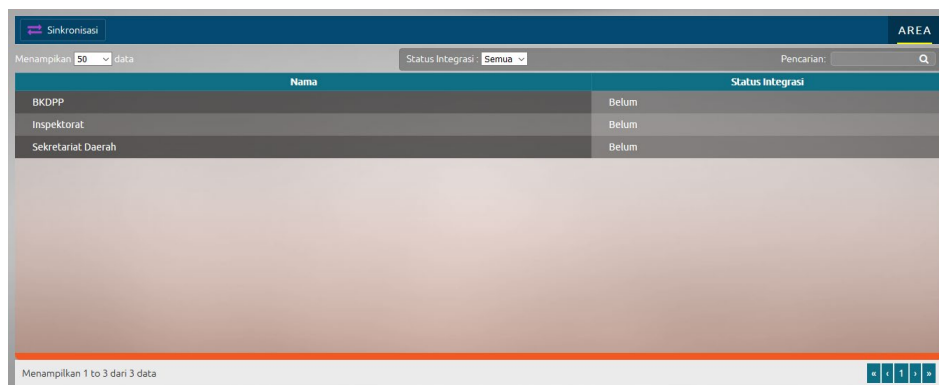 Sinkronisasi AREA
Menampikan 50 data Status Integrasi : Semua Pencarian:
Nama Status Integrasi
BKDPP Belum
Inspektorat Belum
Sekretariat Daerah Belum
Menampilkan 1 to 3 dari 3 data « ‹ 1 › »